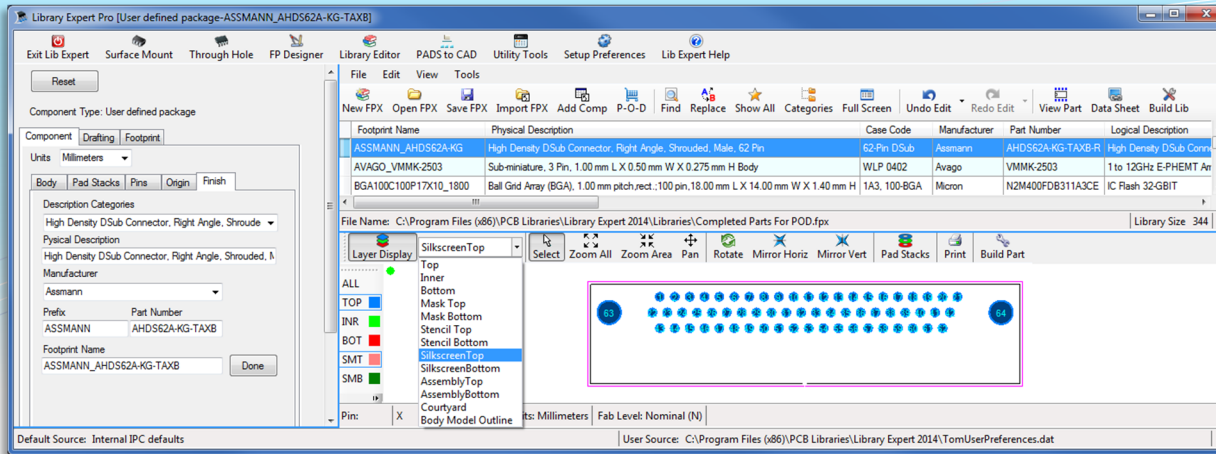 Library Expert Pro [User defined package-ASSMANN_AHDS62A-KG-TAXB]
Exit Lib Expert Surface Mount Through Hole FP Designer Library Editor PADS to CAD Utility Tools Setup Preferences Lib Expert Help
Reset
Component Type: User defined package
Component Drafting Footprint
Units Millimeters
Body Pad Stacks Pins Origin Finish
Description Categories
High Density DSub Connector, Right Angle, Shroude
Pysical Description
High Density DSub Connector, Right Angle, Shrouded, M
Manufacturer
Assmann
Prefix Part Number
ASSMANN AHDS62A-KG-TAXB
Footprint Name
ASSMANN_AHDS62A-KG-TAXB Done
File Edit View Tools
New FPX Open FPX Save FPX Import FPX Add Comp P-O-D Find Replace Show All Categories Full Screen Undo Edit Redo Edit View Part Data Sheet Build Lib
Footprint Name Physical Description Case Code Manufacturer Part Number Logical Description
ASSMANN_AHDS62A-KG High Density DSub Connector, Right Angle, Shrouded, Male, 62 Pin 62-Pin DSub Assmann AHDS62A-KG-TAXB-R High Density DSub Conn
AVAGO_VMMK-2503 Sub-miniature, 3 Pin, 1.00 mm L X 0.50 mm W X 0.275 mm H Body WLP 0402 Avago VMMK-2503 1 to 12GHz E-PHEMT Am
BGA100C100P17X10_1800 Ball Grid Array (BGA), 1.00 mm pitch,rect.;100 pin,18.00 mm L X 14.00 mm W X 1.40 mm H 1A3, 100-BGA Micron N2M400FDB311A3CE IC Flash 32-GBIT
File Name: C:\Program Files (x86)\PCB Libraries\Library Expert 2014\Libraries\Completed Parts For POD.fpx Library Size 344
Layer Display SilkscreenTop Select Zoom All Zoom Area Pan Rotate Mirror Horiz Mirror Vert Pad Stacks Print Build Part
ALL
TOP
INR
BOT
SMT
SMB
Top
Inner
Bottom
Mask Top
Mask Bottom
Stencil Top
Stencil Bottom
SilkscreenTop
SilkscreenBottom
AssemblyTop
AssemblyBottom
Courtyard
Body Model Outline
63 64
Pin: X its: Millimeters Fab Level: Nominal (N)
Default Source: Internal IPC defaults User Source: C:\Program Files (x86)\PCB Libraries\Library Expert 2014\TomUserPreferences.dat